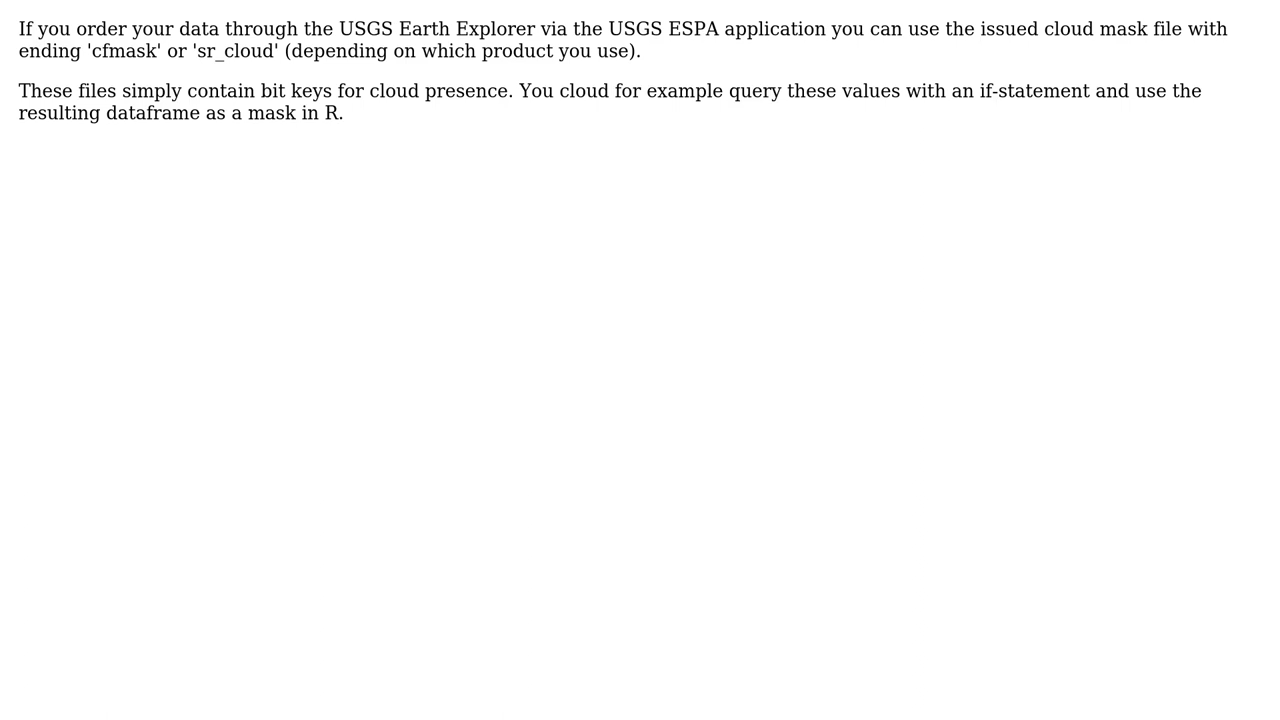 If you order your data through the USGS Earth Explorer via the USGS ESPA application you can use the issued cloud mask file with
ending 'cfmask' or 'sr_cloud' (depending on which product you use).
These files simply contain bit keys for cloud presence. You cloud for example query these values with an if-statement and use the
resulting dataframe as a mask in R.